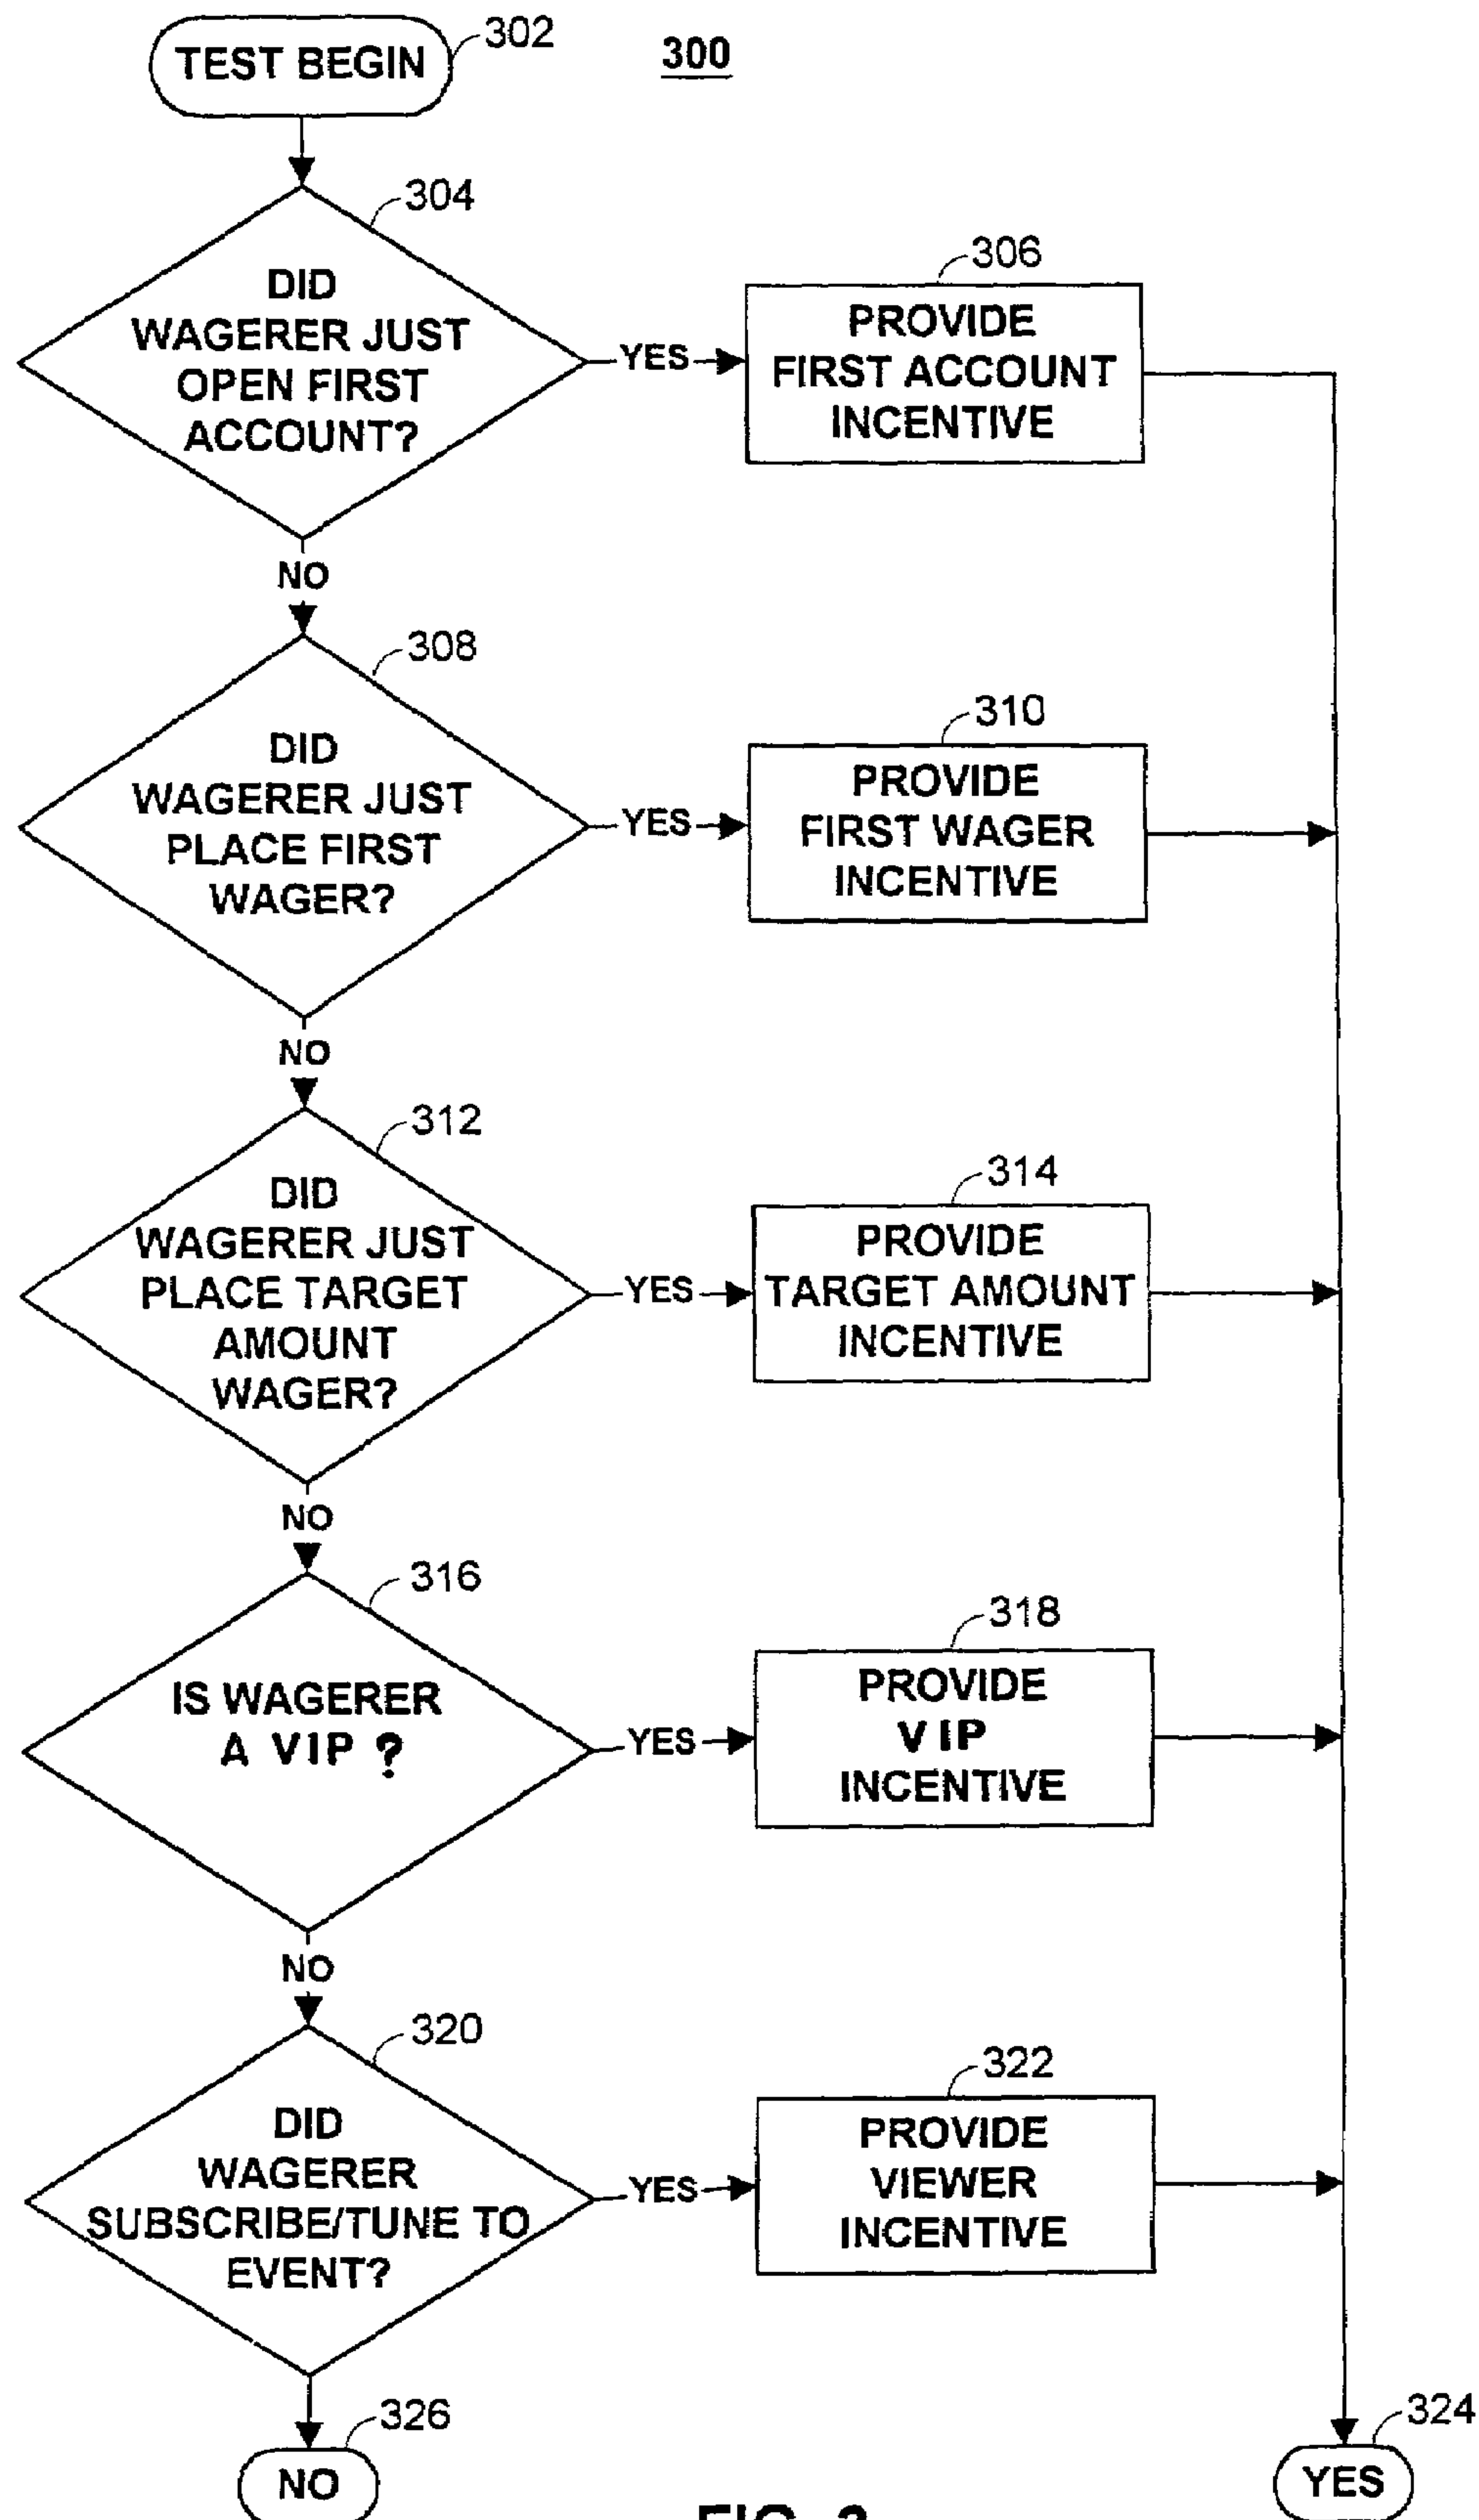 TEST BEGIN
302
300
304
DID
WAGERER JUST
OPEN FIRST
ACCOUNT?
YES
306
PROVIDE
FIRST ACCOUNT
INCENTIVE
NO
308
DID
WAGERER JUST
PLACE FIRST
WAGER?
YES
310
PROVIDE
FIRST WAGER
INCENTIVE
NO
312
DID
WAGERER JUST
PLACE TARGET
AMOUNT
WAGER?
YES
314
PROVIDE
TARGET AMOUNT
INCENTIVE
NO
316
IS WAGERER
A VIP ?
YES
318
PROVIDE
VIP
INCENTIVE
NO
320
DID
WAGERER
SUBSCRIBE/TUNE TO
EVENT?
YES
322
PROVIDE
VIEWER
INCENTIVE
326
NO
324
YES
FIG.